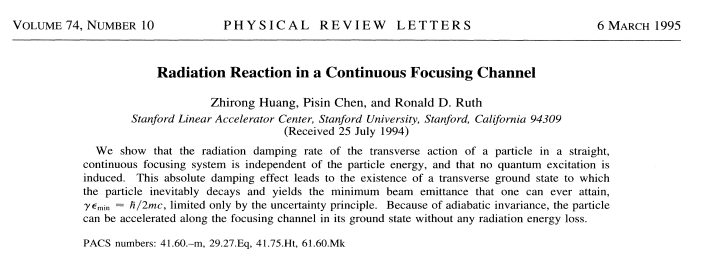 VOLUME 74, NUMBER 10 PHYSICAL REVIEW LETTERS 6 MARCH 1995
Radiation Reaction in a Continuous Focusing Channel
Zhirong Huang, Pisin Chen, and Ronald D. Ruth
Stanford Linear Accelerator Center, Stanford University, Stanford, California 94309
(Received 25 July 1994)
We show that the radiation damping rate of the transverse action of a particle in a straight,
continuous focusing system is independent of the particle energy, and that no quantum excitation is
induced. This absolute damping effect leads to the existence of a transverse ground state to which
the particle inevitably decays and yields the minimum beam emittance that one can ever attain,
γϵmin = ℏ/2mc, limited only by the uncertainty principle. Because of adiabatic invariance, the particle
can be accelerated along the focusing channel in its ground state without any radiation energy loss.
PACS numbers: 41.60.–m, 29.27.Eq, 41.75.Ht, 61.60.Mk